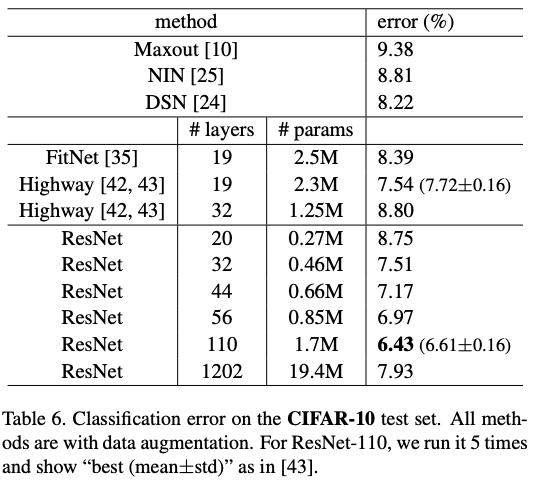 method error (%)
Maxout [10] 9.38
NIN [25] 8.81
DSN [24] 8.22
# layers # params
FitNet [35] 19 2.5M 8.39
Highway [42, 43] 19 2.3M 7.54 (7.72±0.16)
Highway [42, 43] 32 1.25M 8.80
ResNet 20 0.27M 8.75
ResNet 32 0.46M 7.51
ResNet 44 0.66M 7.17
ResNet 56 0.85M 6.97
ResNet 110 1.7M 6.43 (6.61±0.16)
ResNet 1202 19.4M 7.93
Table 6. Classification error on the CIFAR-10 test set. All meth-
ods are with data augmentation. For ResNet-110, we run it 5 times
and show “best (mean±std)” as in [43].